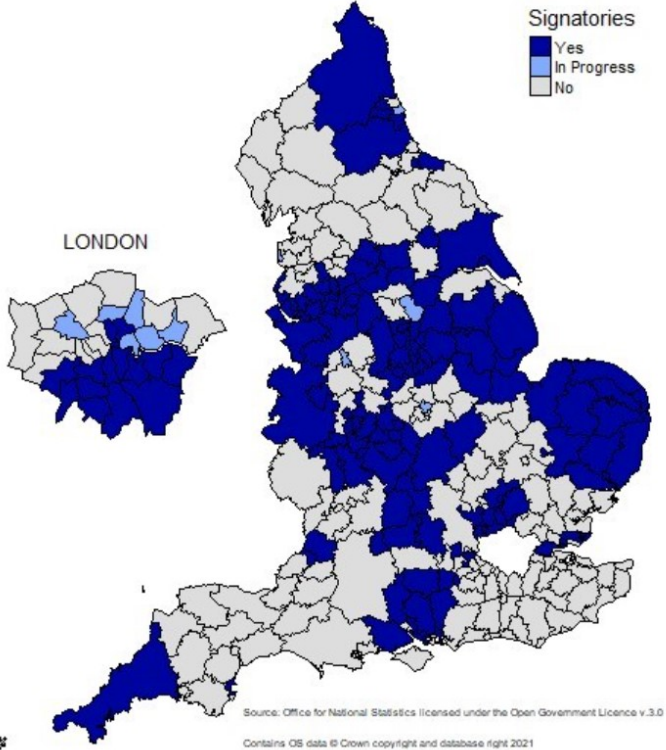 Signatories
Yes
In Progress
No
LONDON
Source: Office for National Statistics licensed under the Open Government Licence v.3.0
Contains OS data © Crown copyright and database right 2021